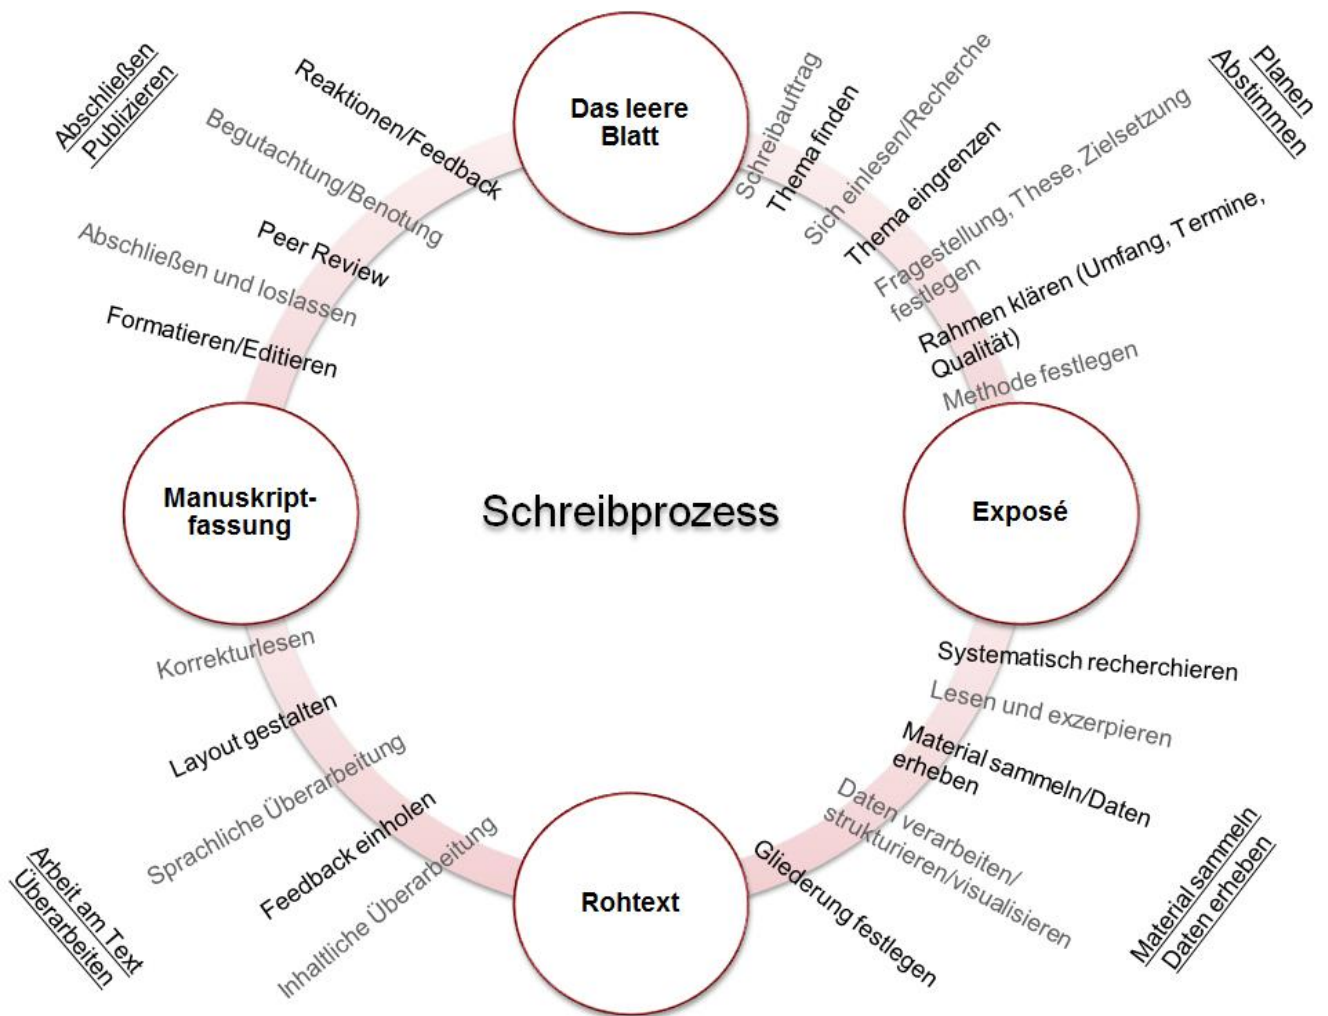 Das leere
Blatt
Schreibauftrag
Thema finden
Sich einlesen/Recherche
Thema eingrenzen
Fragestellung, These, Zielsetzung
festlegen
Rahmen klären (Umfang, Termine,
Qualität)
Methode festlegen
Planen
Abstimmen
Exposé
Systematisch recherchieren
Lesen und exzerpieren
Material sammeln/Daten
erheben
Daten verarbeiten/
strukturieren/visualisieren
Gliederung festlegen
Material sammeln
Daten erheben
Rohtext
Inhaltliche Überarbeitung
Feedback einholen
Sprachliche Überarbeitung
Layout gestalten
Korrekturlesen
Arbeit am Text
Überarbeiten
Manuskript-
fassung
Formatieren/Editieren
Abschließen und loslassen
Peer Review
Begutachtung/Benotung
Reaktionen/Feedback
Abschließen
Publizieren
Schreibprozess